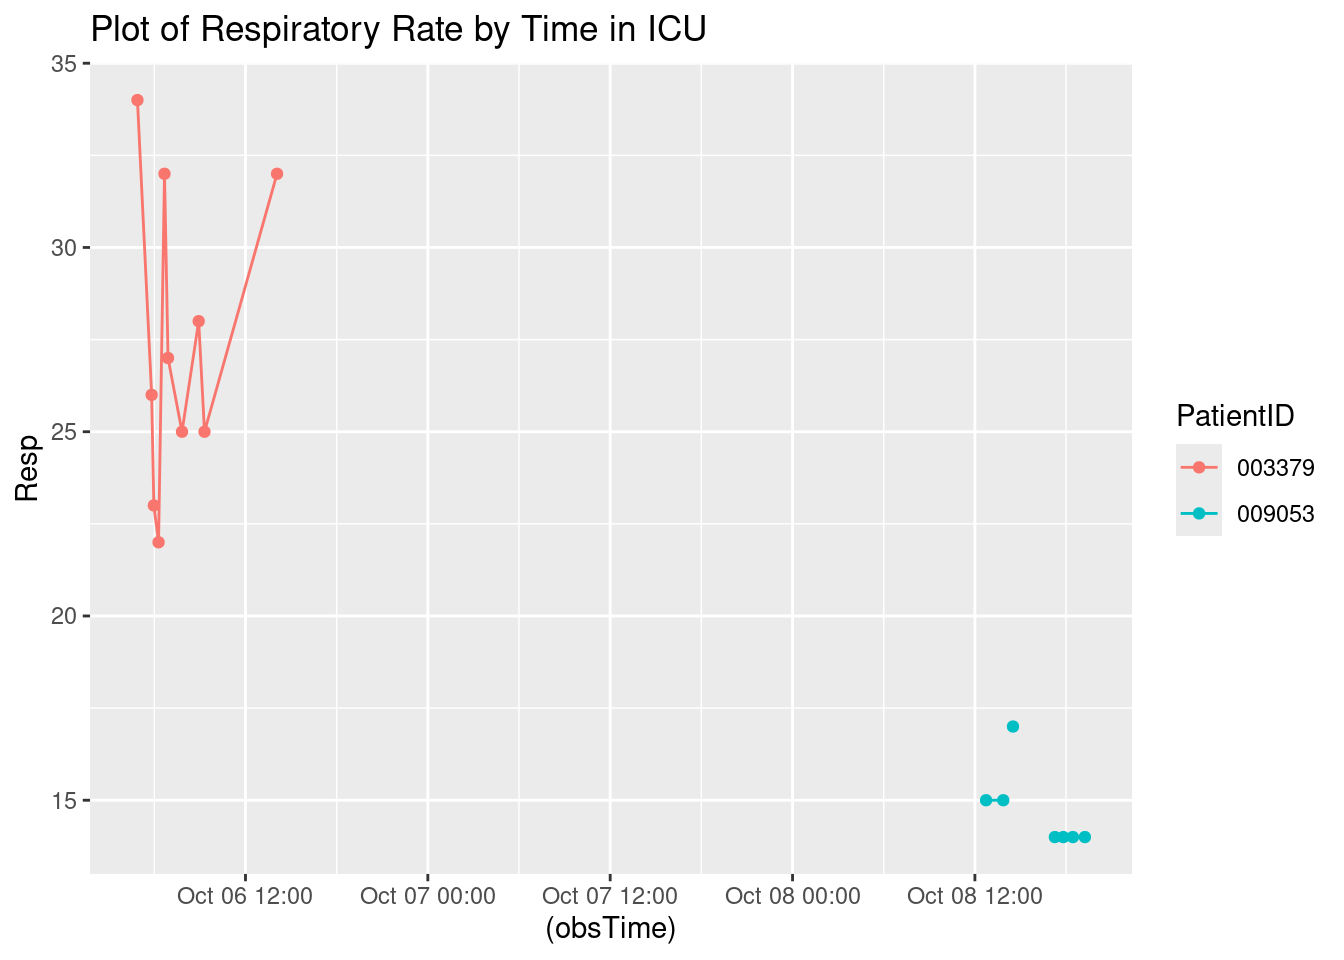 Plot of Respiratory Rate by Time in ICU
35
30
25
20
15
Resp
Oct 06 12:00
Oct 07 00:00
Oct 07 12:00
Oct 08 00:00
Oct 08 12:00
(obsTime)
PatientID
003379
009053